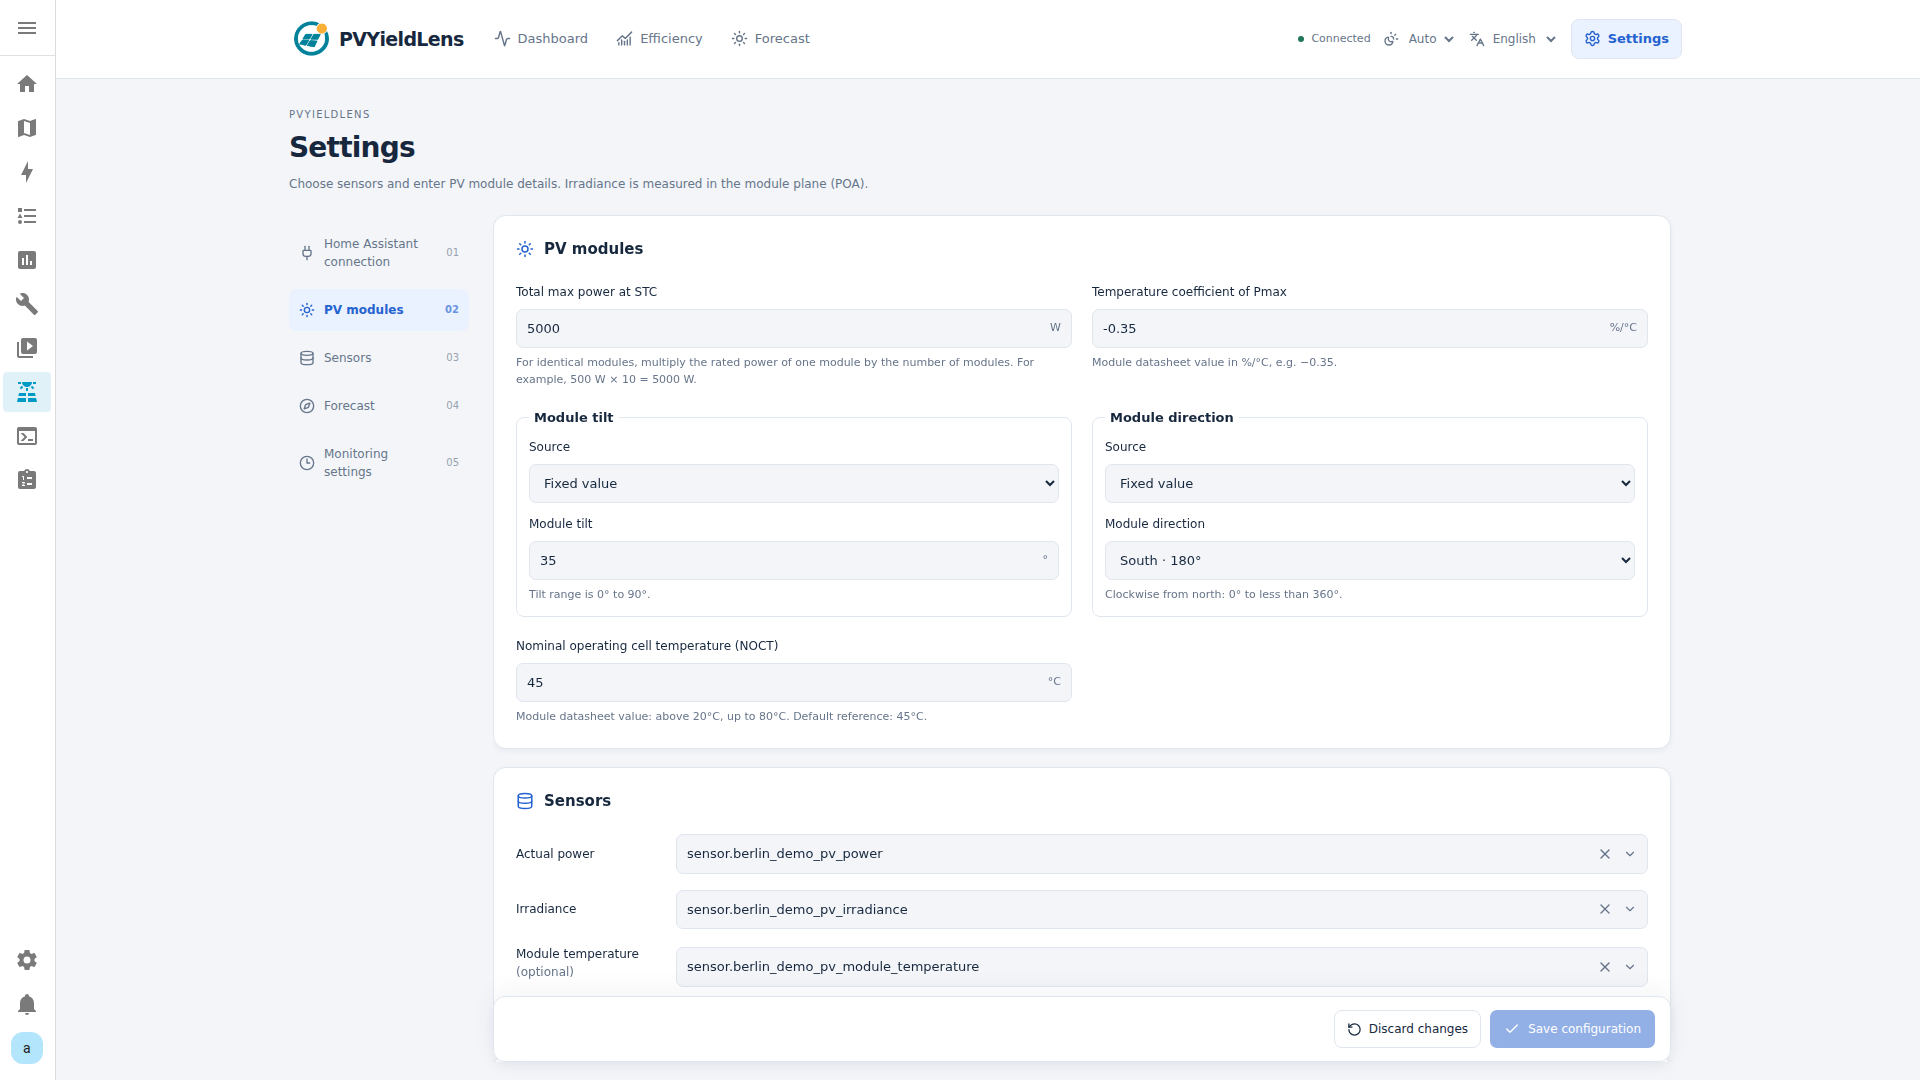 PVYieldLens
Dashboard
Efficiency
Forecast
Connected
Auto
English
Settings
PVYIELDLENS
Settings
Choose sensors and enter PV module details. Irradiance is measured in the module plane (POA).
Home Assistant
connection
01
PV modules
02
Sensors
03
Forecast
04
Monitoring
settings
05
PV modules
Total max power at STC
5000
W
For identical modules, multiply the rated power of one module by the number of modules. For
example, 500 W × 10 = 5000 W.
Temperature coefficient of Pmax
-0.35
%/°C
Module datasheet value in %/°C, e.g. −0.35.
Module tilt
Source
Fixed value
Module tilt
35
°
Tilt range is 0° to 90°.
Module direction
Source
Fixed value
Module direction
South · 180°
Clockwise from north: 0° to less than 360°.
Nominal operating cell temperature (NOCT)
45
°C
Module datasheet value: above 20°C, up to 80°C. Default reference: 45°C.
Sensors
Actual power
sensor.berlin_demo_pv_power
Irradiance
sensor.berlin_demo_pv_irradiance
Module temperature
(optional)
sensor.berlin_demo_pv_module_temperature
Discard changes
Save configuration
a